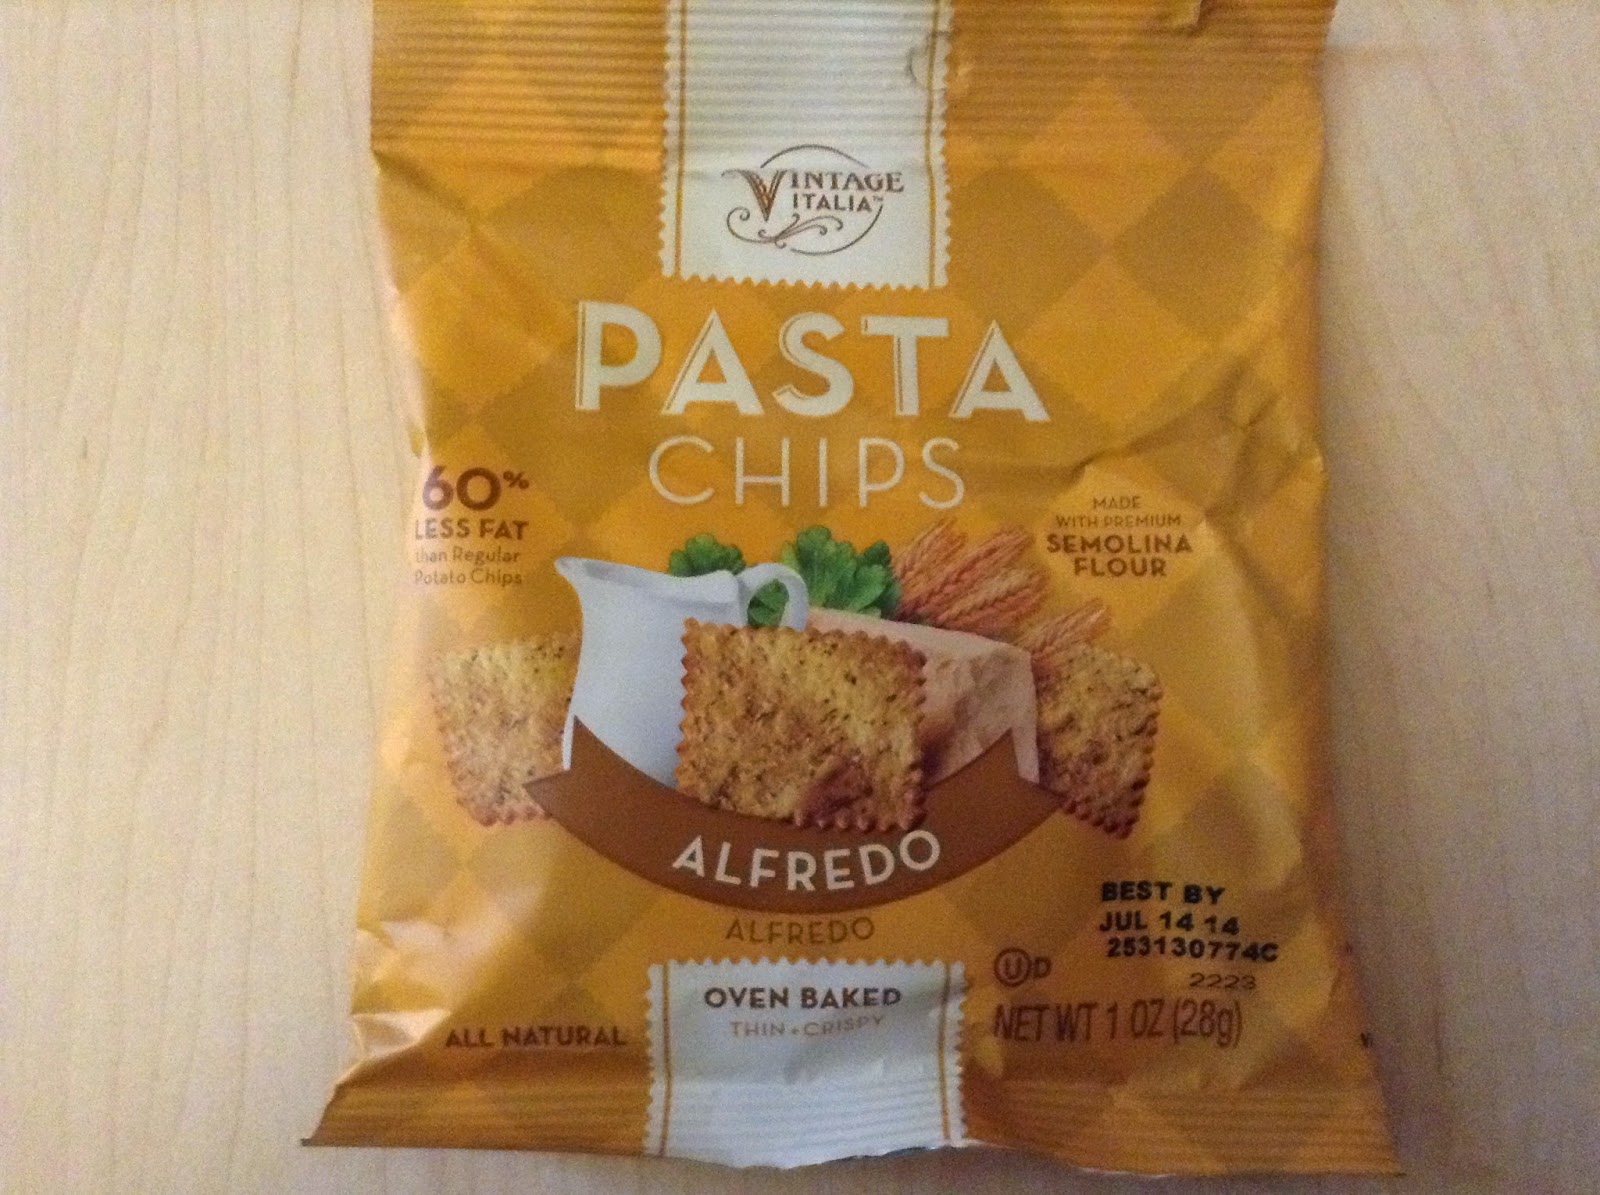 VINTAGE
ITALIA™
PASTA
CHIPS
60%
LESS FAT
than Regular
Potato Chips
MADE
WITH PREMIUM
SEMOLINA
FLOUR
ALFREDO
ALFREDO
BEST BY
JUL 14 14
253130774C
2223
UD
NET WT 1 OZ (28g)
OVEN BAKED
THIN • CRISPY
ALL NATURAL